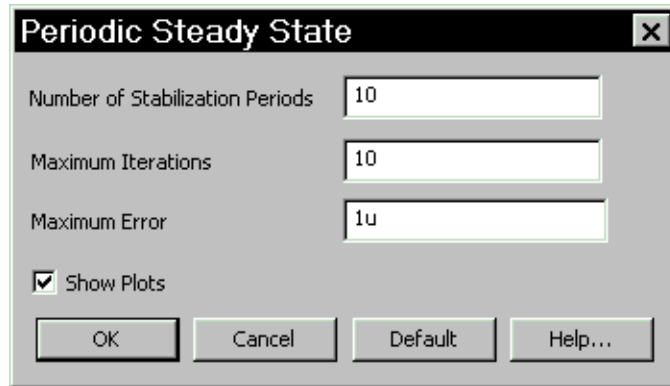 Periodic Steady State
Number of Stabilization Periods 10
Maximum Iterations 10
Maximum Error 1u
Show Plots
OK Cancel Default Help...